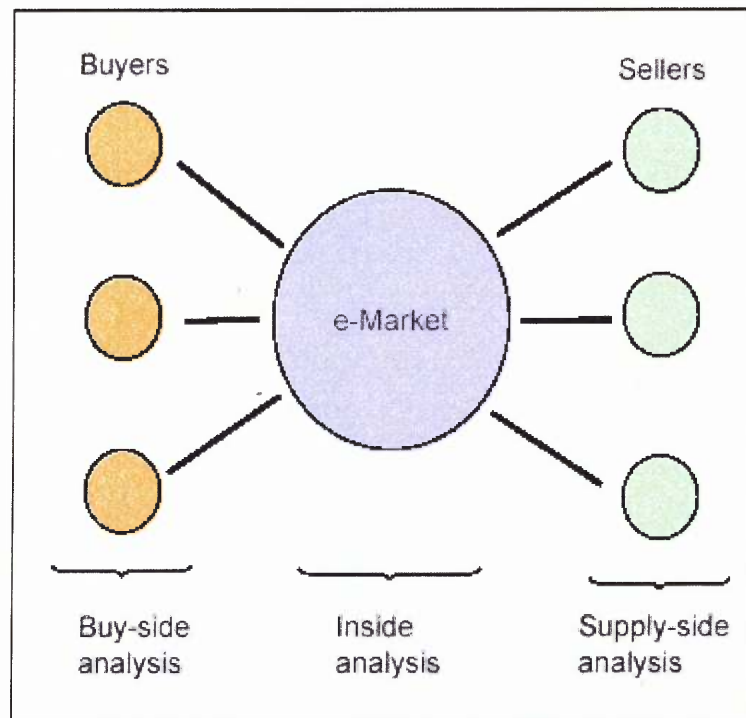 Buyers
Sellers
e-Market
Buy-side
analysis
Inside
analysis
Supply-side
analysis